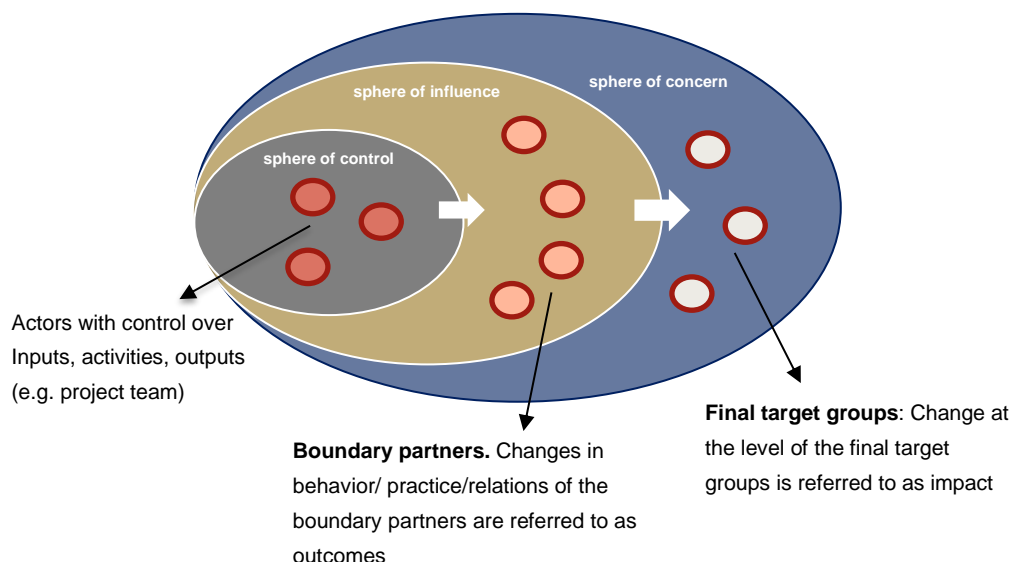 sphere of concern
sphere of influence
sphere of control
Actors with control over
Inputs, activities, outputs
(e.g. project team)
Boundary partners. Changes in
behavior/ practice/relations of the
boundary partners are referred to as
outcomes
Final target groups: Change at
the level of the final target
groups is referred to as impact